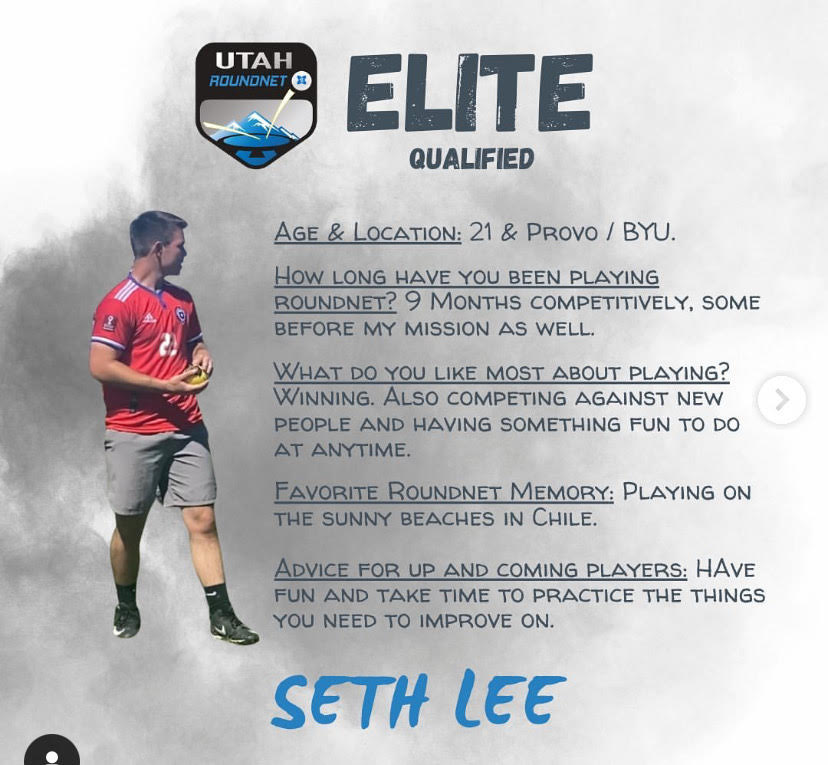 UTAH
ROUNDNET
ELITE
QUALIFIED
AGE & LOCATION: 21 & PROVO / BYU.
HOW LONG HAVE YOU BEEN PLAYING
ROUNDNET? 9 MONTHS COMPETITIVELY, SOME
BEFORE MY MISSION AS WELL.
WHAT DO YOU LIKE MOST ABOUT PLAYING?
WINNING. ALSO COMPETING AGAINST NEW
PEOPLE AND HAVING SOMETHING FUN TO DO
AT ANYTIME.
FAVORITE ROUNDNET MEMORY: PLAYING ON
THE SUNNY BEACHES IN CHILE.
ADVICE FOR UP AND COMING PLAYERS: HAVE
FUN AND TAKE TIME TO PRACTICE THE THINGS
YOU NEED TO IMPROVE ON.
SETH LEE